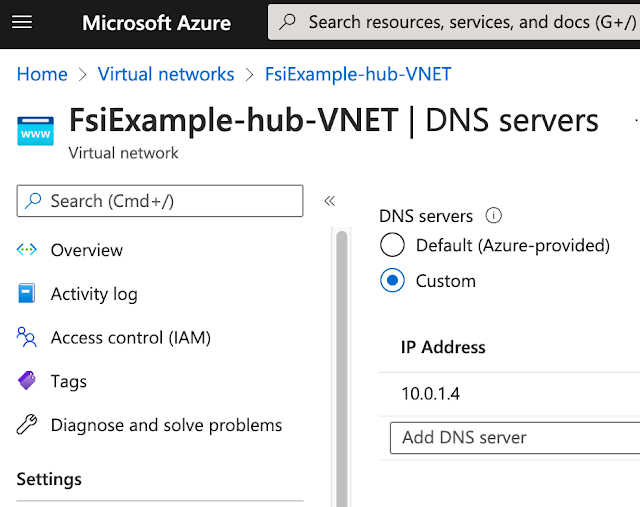 Microsoft Azure
Search resources, services, and docs (G+/)
Home > Virtual networks > FsiExample-hub-VNET
www
FsiExample-hub-VNET | DNS servers
Virtual network
Search (Cmd+/)
«
Overview
Activity log
Access control (IAM)
Tags
Diagnose and solve problems
Settings
DNS servers
Default (Azure-provided)
Custom
IP Address
10.0.1.4
Add DNS server